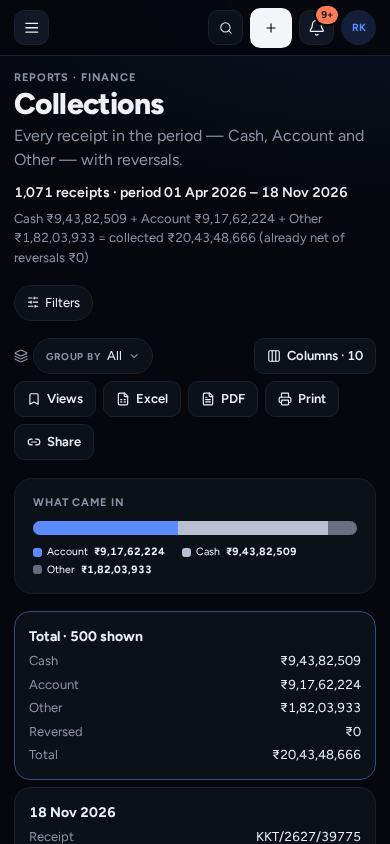 9+
RK
REPORTS · FINANCE
Collections
Every receipt in the period — Cash, Account and
Other — with reversals.
1,071 receipts · period 01 Apr 2026 – 18 Nov 2026
Cash ₹9,43,82,509 + Account ₹9,17,62,224 + Other
₹1,82,03,933 = collected ₹20,43,48,666 (already net of
reversals ₹0)
Filters
GROUP BY All
Columns · 10
Views
Excel
PDF
Print
Share
WHAT CAME IN
Account ₹9,17,62,224 Cash ₹9,43,82,509
Other ₹1,82,03,933
Total · 500 shown
Cash ₹9,43,82,509
Account ₹9,17,62,224
Other ₹1,82,03,933
Reversed ₹0
Total ₹20,43,48,666
18 Nov 2026
Receipt KKT/2627/39775